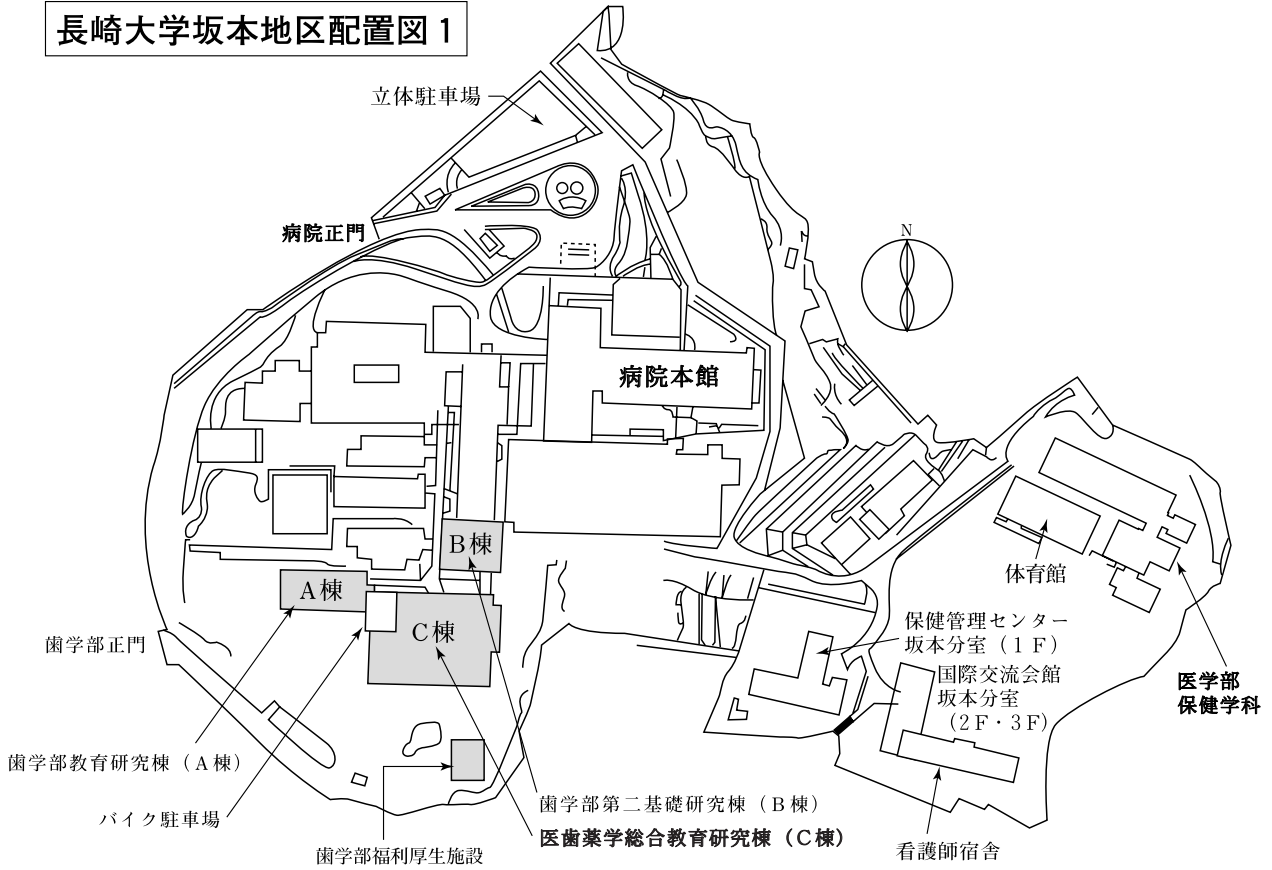 長崎大学坂本地区配置図１
立体駐車場
病院正門
N
病院本館
B棟
A棟
C棟
体育館
歯学部正門
保健管理センター
坂本分室（１F）
国際交流会館
坂本分室
（２F・３F）
医学部
保健学科
歯学部教育研究棟（A棟）
バイク駐車場
歯学部第二基礎研究棟（B棟）
医歯薬学総合教育研究棟（C棟）
歯学部福利厚生施設
看護師宿舎